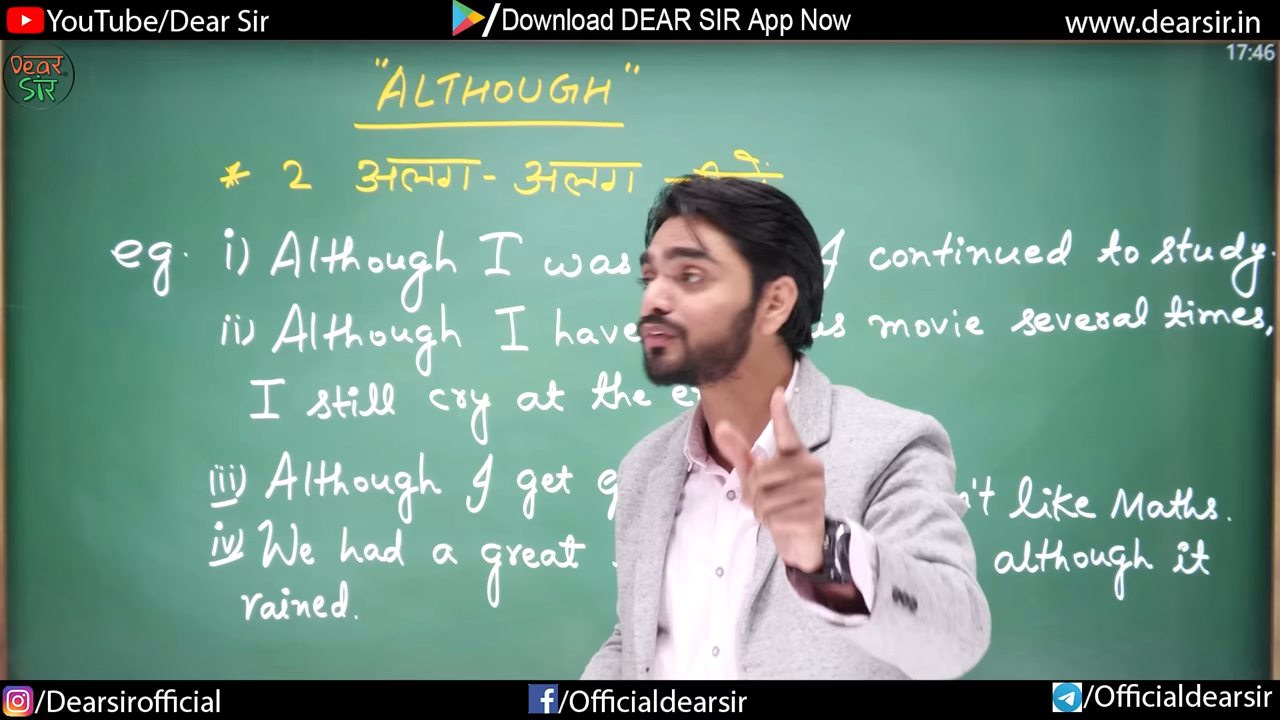 YouTube/Dear Sir
/Download DEAR SIR App Now
www.dearsir.in
Dear
Sir
17:46
"ALTHOUGH"
* 2 अलग - अलग -
eg. i) Although I was I continued to study.
ii) Although I have movie several times,
I still cry at the
iii) Although I get like Maths.
iv) We had a great although it
rained.
/Dearsirofficial
/Officialdearsir
/Officialdearsir